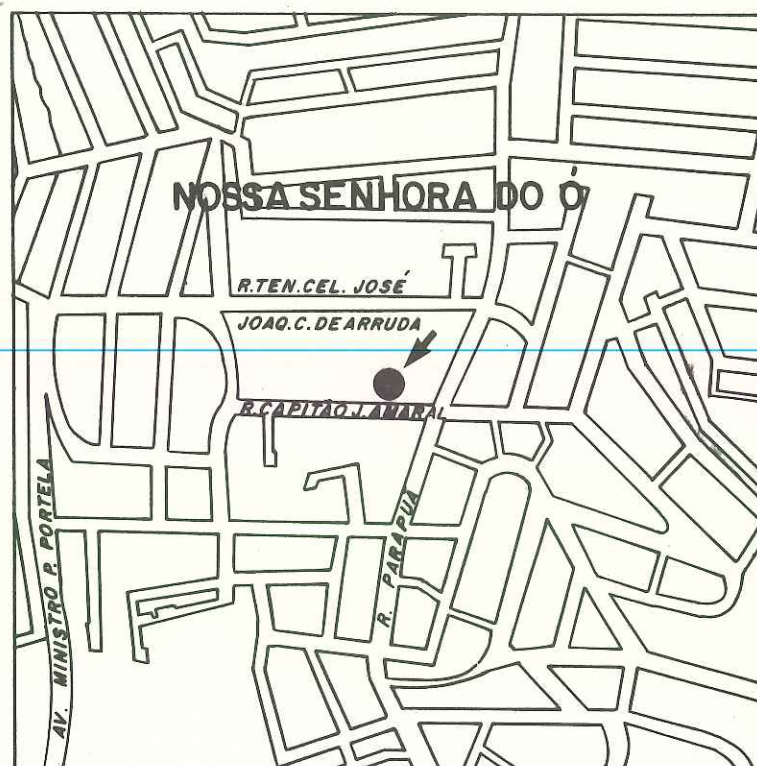 NOSSA SENHORA DO Ó
R.TEN.CEL. JOSÉ
JOAQ.C. DE ARRUDA
R.CAPITÃO J. AMARAL
R. PARAPUÃ
AV. MINISTRO P. PORTELA